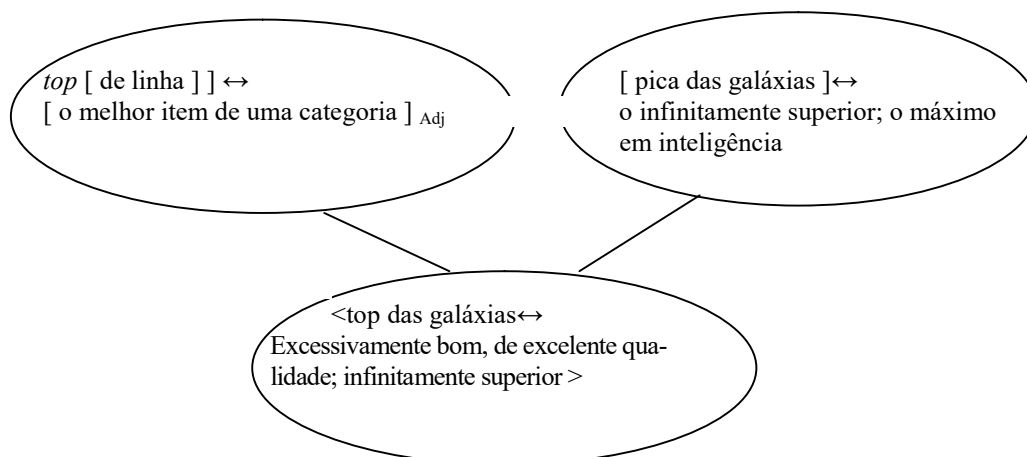 top [ de linha ] ] ↔
[ o melhor item de uma categoria ] Adj
[ pica das galáxias ]↔
o infinitamente superior; o máximo
em inteligência
<top das galáxias↔
Excessivamente bom, de excelente qua-
lidade; infinitamente superior >